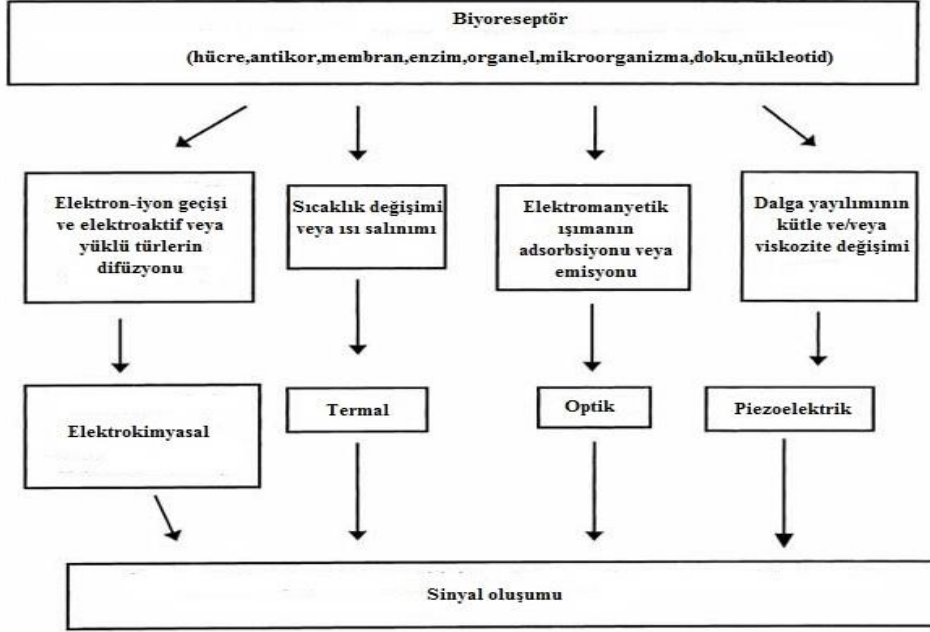 Biyoreseptör
(hücre,antikor,membran,enzim,organel,mikroorganizma,doku,nükleotid)
Elektron-iyon geçişi
ve elektroaktif veya
yüklü türlerin
difüzyonu
Sıcaklık değişimi
veya ısı salınımı
Elektromanyetik
ışımanın
adsorbsiyonu veya
emisyonu
Dalga yayılımının
kütle ve/veya
viskozite değişimi
Elektrokimyasal
Termal
Optik
Piezoelektrik
Sinyal oluşumu